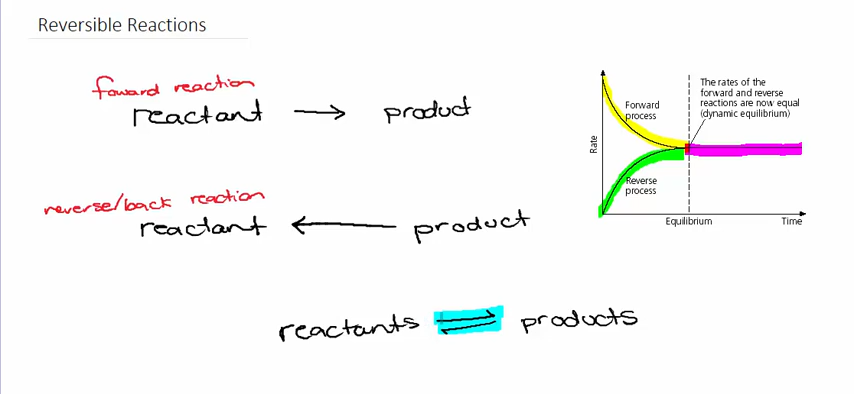 Reversible Reactions
foward reaction
reactant → product
reverse/back reaction
reactant ← product
reactants ⇌ products
Rate
Forward
process
The rates of the
forward and reverse
reactions are now equal
(dynamic equilibrium)
Reverse
process
Equilibrium
Time